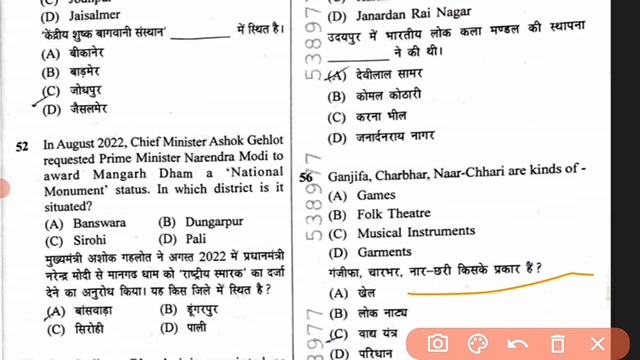 (D) Jaisalmer
'केंद्रीय शुष्क बागवानी संस्थान' ________ में स्थित है।
(A) बीकानेर
(B) बाड़मेर
(C) जोधपुर
(D) जैसलमेर
52 In August 2022, Chief Minister Ashok Gehlot
requested Prime Minister Narendra Modi to
award Mangarh Dham a 'National
Monument' status. In which district is it
situated?
(A) Banswara (B) Dungarpur
(C) Sirohi (D) Pali
मुख्यमंत्री अशोक गहलोत ने अगस्त 2022 में प्रधानमंत्री
नरेन्द्र मोदी से मानगढ धाम को 'राष्ट्रीय स्मारक' का दर्जा
देने का अनुरोध किया। यह किस जिले में स्थित है ?
(A) बांसवाड़ा (B) डूंगरपुर
(C) सिरोही (D) पाली
538977
538977
8977
(D) Janardan Rai Nagar
उदयपुर में भारतीय लोक कला मण्डल की स्थापना
________ ने की थी।
(A) देवीलाल सामर
(B) कोमल कोठारी
(C) करना भील
(D) जनार्दनराय नागर
56 Ganjifa, Charbhar, Naar-Chhari are kinds of -
(A) Games
(B) Folk Theatre
(C) Musical Instruments
(D) Garments
गंजीफा, चारभर, नार-छरी किसके प्रकार हैं ?
(A) खेल
(B) लोक नाट्य
(C) वाद्य यंत्र
(D) परिधान